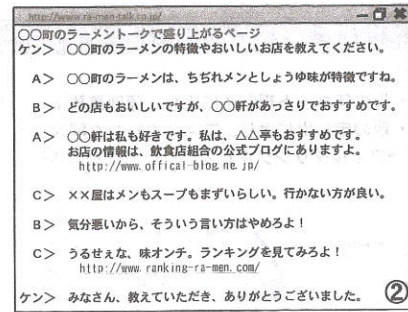 http://www.ra-men-talk.co.jp/
〇〇町のラーメントークで盛り上がるページ
ケン＞ 〇〇町のラーメンの特徴やおいしいお店を教えてください。
A＞ 〇〇町のラーメンは、ちぢれメンとしょうゆ味が特徴ですね。
B＞ どの店もおいしいですが、〇〇軒があっさりでおすすめです。
A＞ 〇〇軒は私も好きです。私は、△△亭もおすすめです。
お店の情報は、飲食店組合の公式ブログにありますよ。
http://www.offical-blog.ne.jp/
C＞ ××屋はメンもスープもまずいらしい。行かない方が良い。
B＞ 気分悪いから、そういう言い方はやめろよ！
C＞ うるせぇな、味オンチ。ランキングを見てみろよ！
http://www.ranking-ra-men.com/
ケン＞ みなさん、教えていただき、ありがとうございました。
②